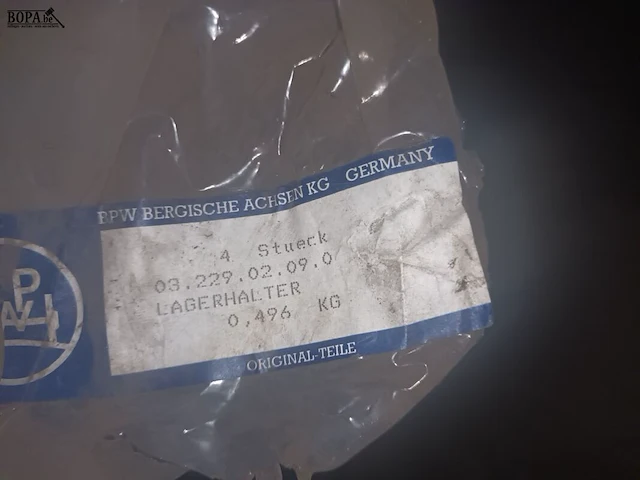 BOPA.be
BPW BERGISCHE ACHSEN KG GERMANY
4 Stueck
03.229.02.09.0
LAGERHALTER
0,496 KG
ORIGINAL-TEILE